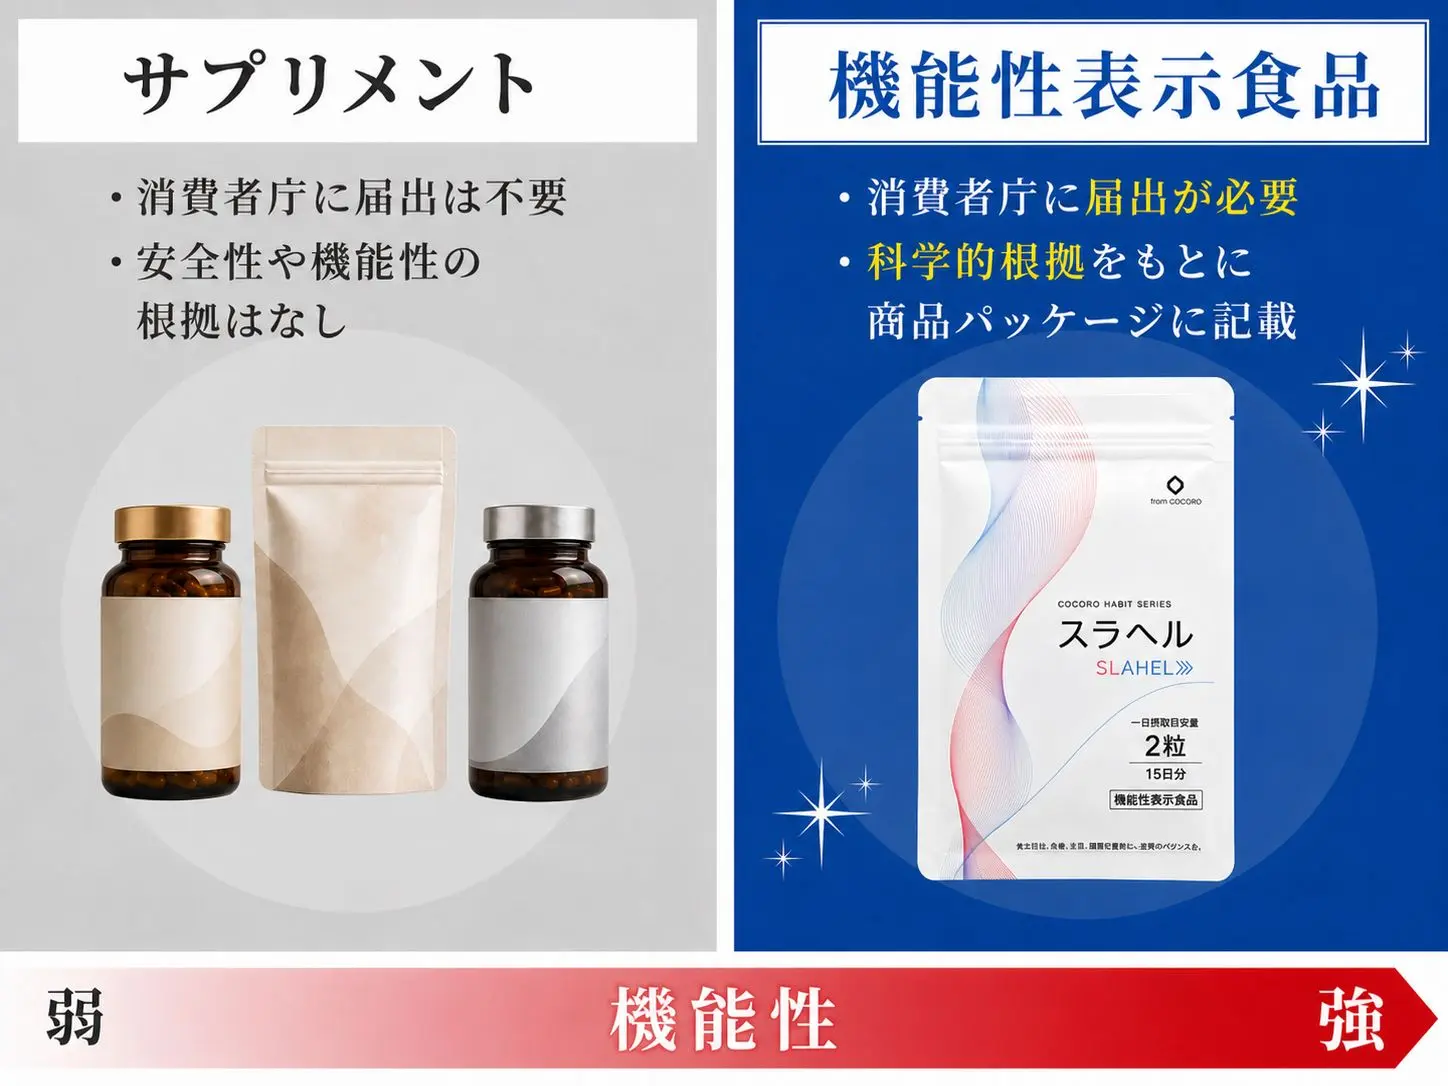 サプリメント
・消費者庁に届出は不要
・安全性や機能性の
根拠はなし
機能性表示食品
・消費者庁に届出が必要
・科学的根拠をもとに
商品パッケージに記載
from COCORO
COCORO HABIT SERIES
スラヘル
SLAHEL
一日摂取目安量
2粒
15日分
機能性表示食品
弱
機能性
強